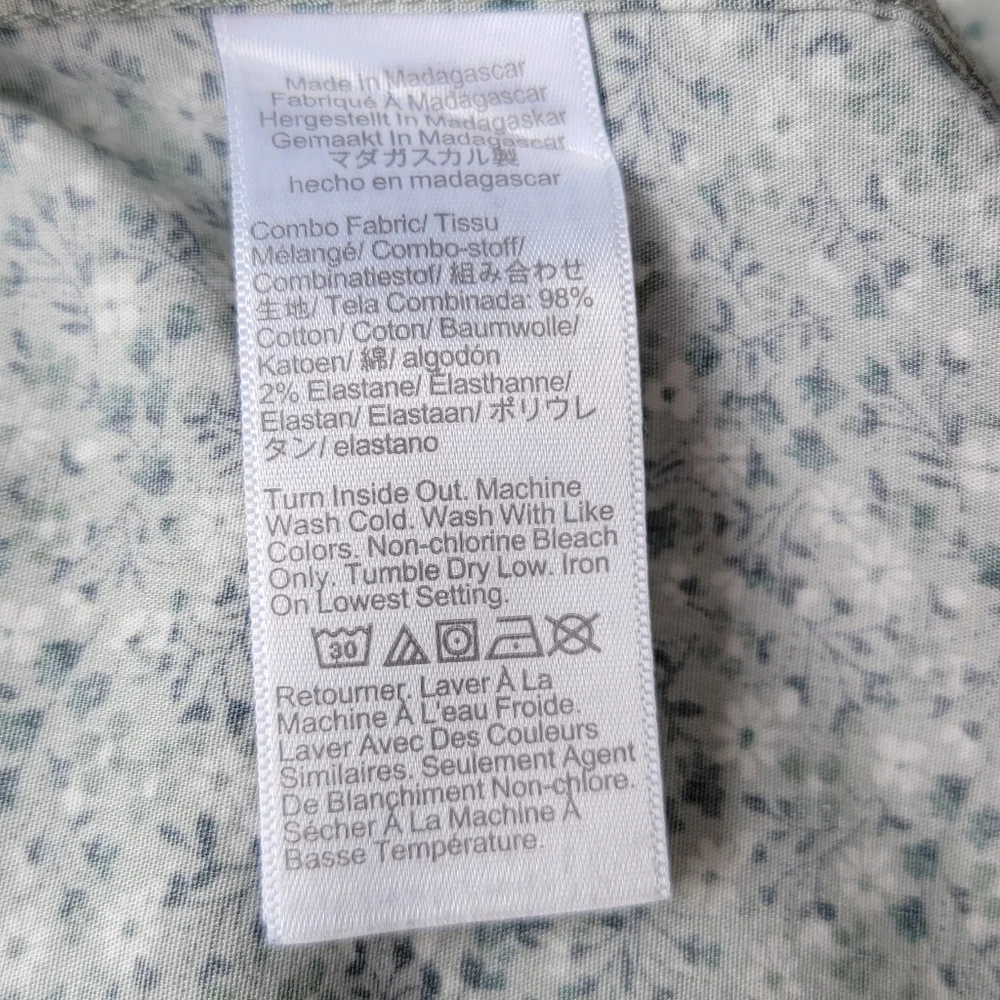 Made In Madagascar
Fabriqué À Madagascar
Hergestellt In Madagaskar
Gemaakt In Madagascar
マダガスカル製
hecho en madagascar
Combo Fabric/ Tissu
Mélangé/ Combo-stoff/
Combinatiestof/ 組み合わせ
生地/ Tela Combinada: 98%
Cotton/ Coton/ Baumwolle/
Katoen/ 綿/ algodón
2% Elastane/ Élasthanne/
Elastan/ Elastaan/ ポリウレ
タン/ elastano
Turn Inside Out. Machine
Wash Cold. Wash With Like
Colors. Non-chlorine Bleach
Only. Tumble Dry Low. Iron
On Lowest Setting.
30
Retourner. Laver À La
Machine À L'eau Froide.
Laver Avec Des Couleurs
Similaires. Seulement Agent
De Blanchiment Non-chlore.
Sécher À La Machine À
Basse Température.